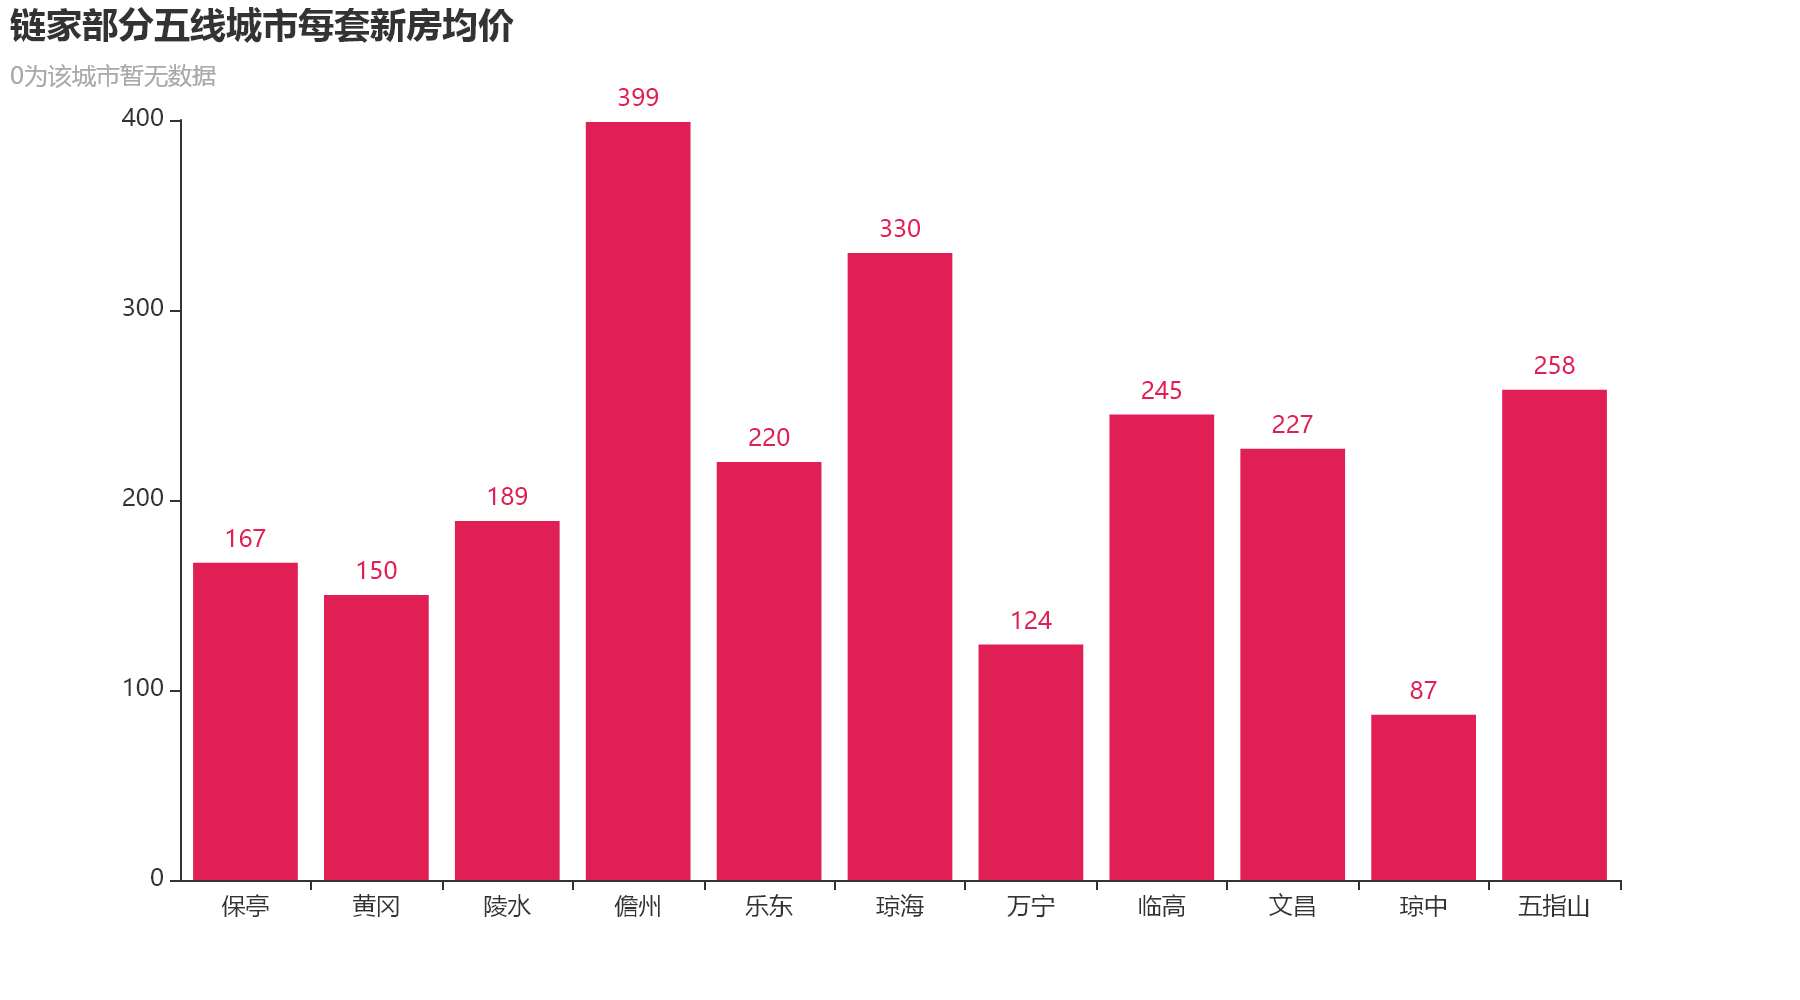 链家部分五线城市每套新房均价
0为该城市暂无数据
400
300
200
100
0
167
150
189
399
220
330
124
245
227
87
258
保亭
黄冈
陵水
儋州
乐东
琼海
万宁
临高
文昌
琼中
五指山